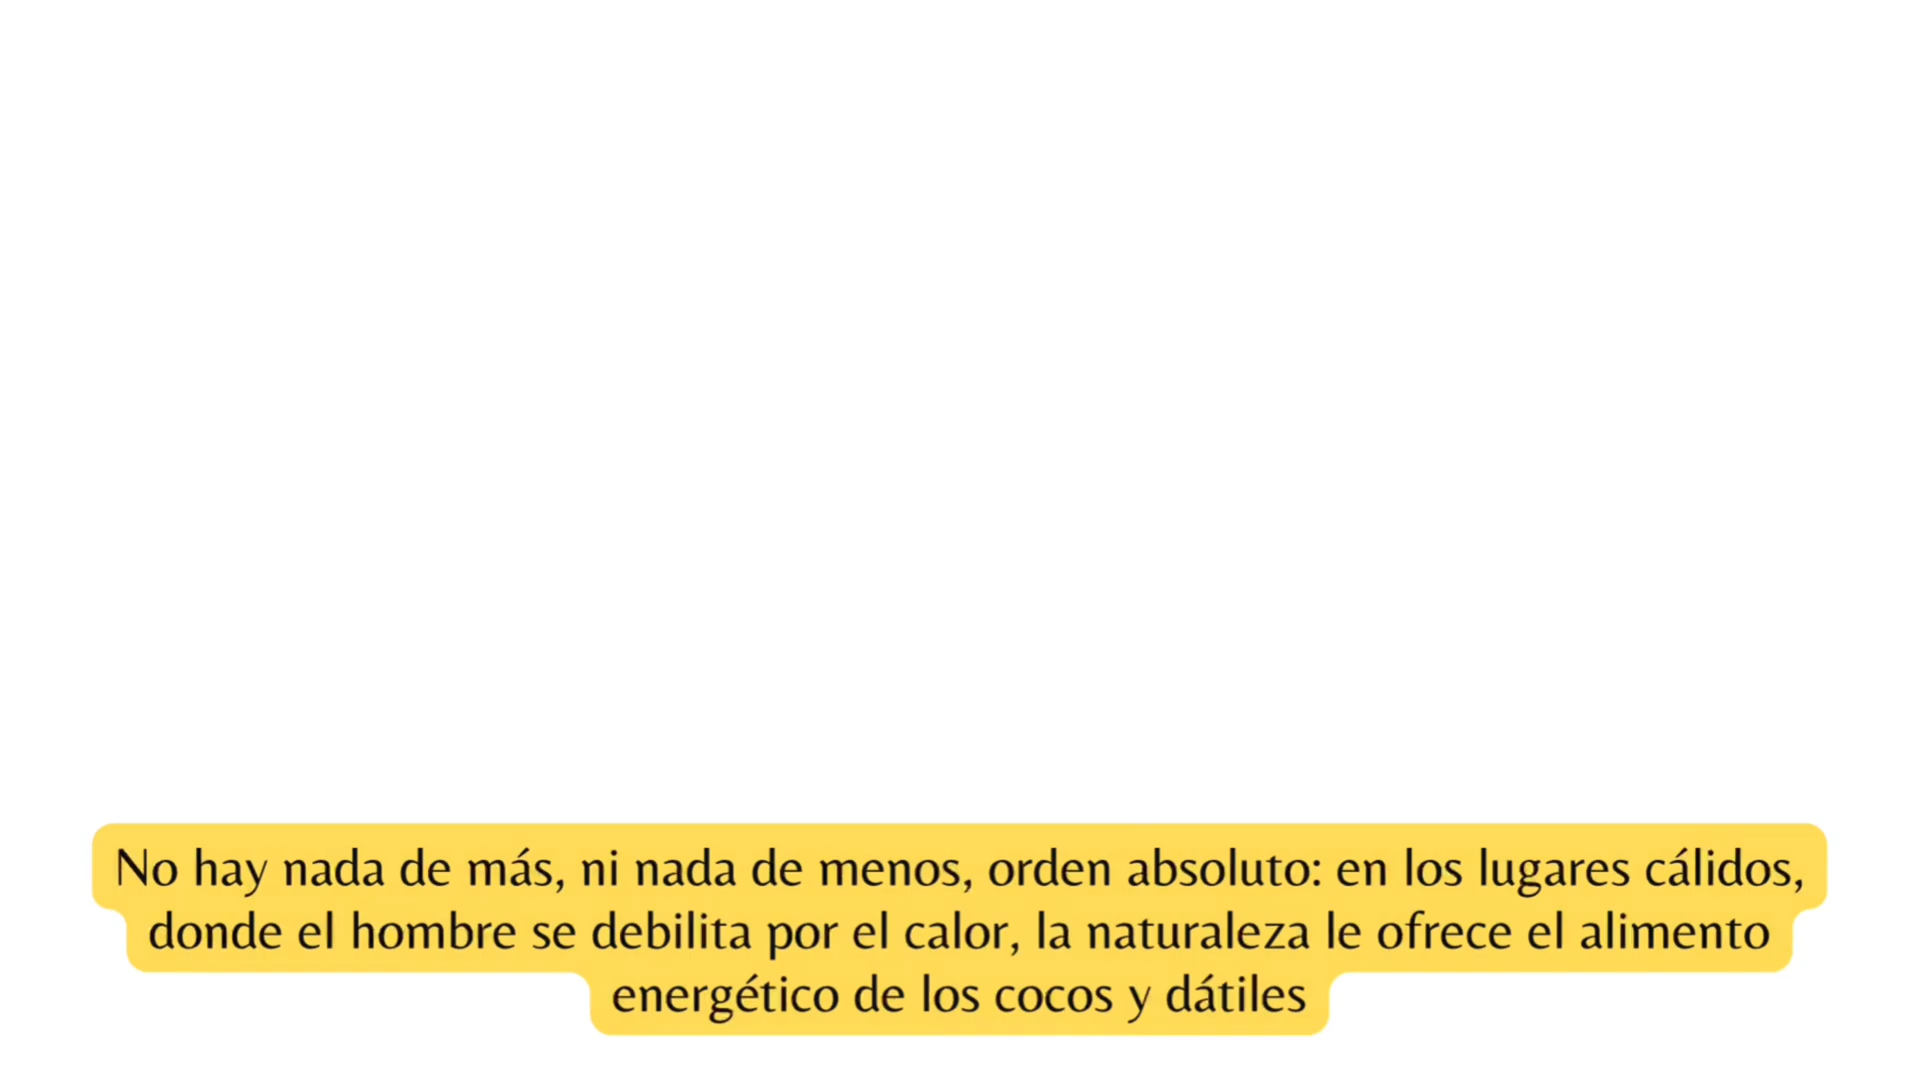 No hay nada de más, ni nada de menos, orden absoluto: en los lugares cálidos,
donde el hombre se debilita por el calor, la naturaleza le ofrece el alimento
energético de los cocos y dátiles